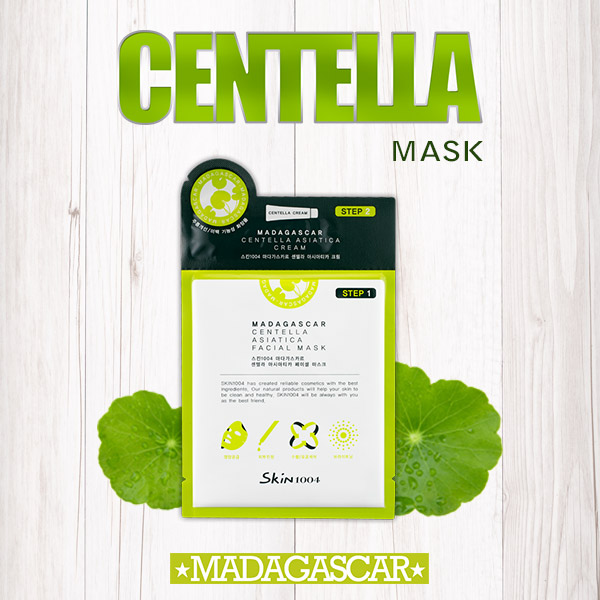 CENTELLA
MASK
CENTELLA CREAM
STEP 2
MADAGASCAR
CENTELLA ASIATICA
CREAM
스킨1004 마다가스카르 센텔라 아시아티카 크림
STEP 1
MADAGASCAR
CENTELLA
ASIATICA
FACIAL MASK
스킨1004 마다가스카르
센텔라 아시아티카 페이셜 마스크
SKIN1004 has created reliable cosmetics with the best
ingredients. Our natural products will help your skin to
be clean and healthy. SKIN1004 will be always with you
as the best friend.
Skin1004
★MADAGASCAR★